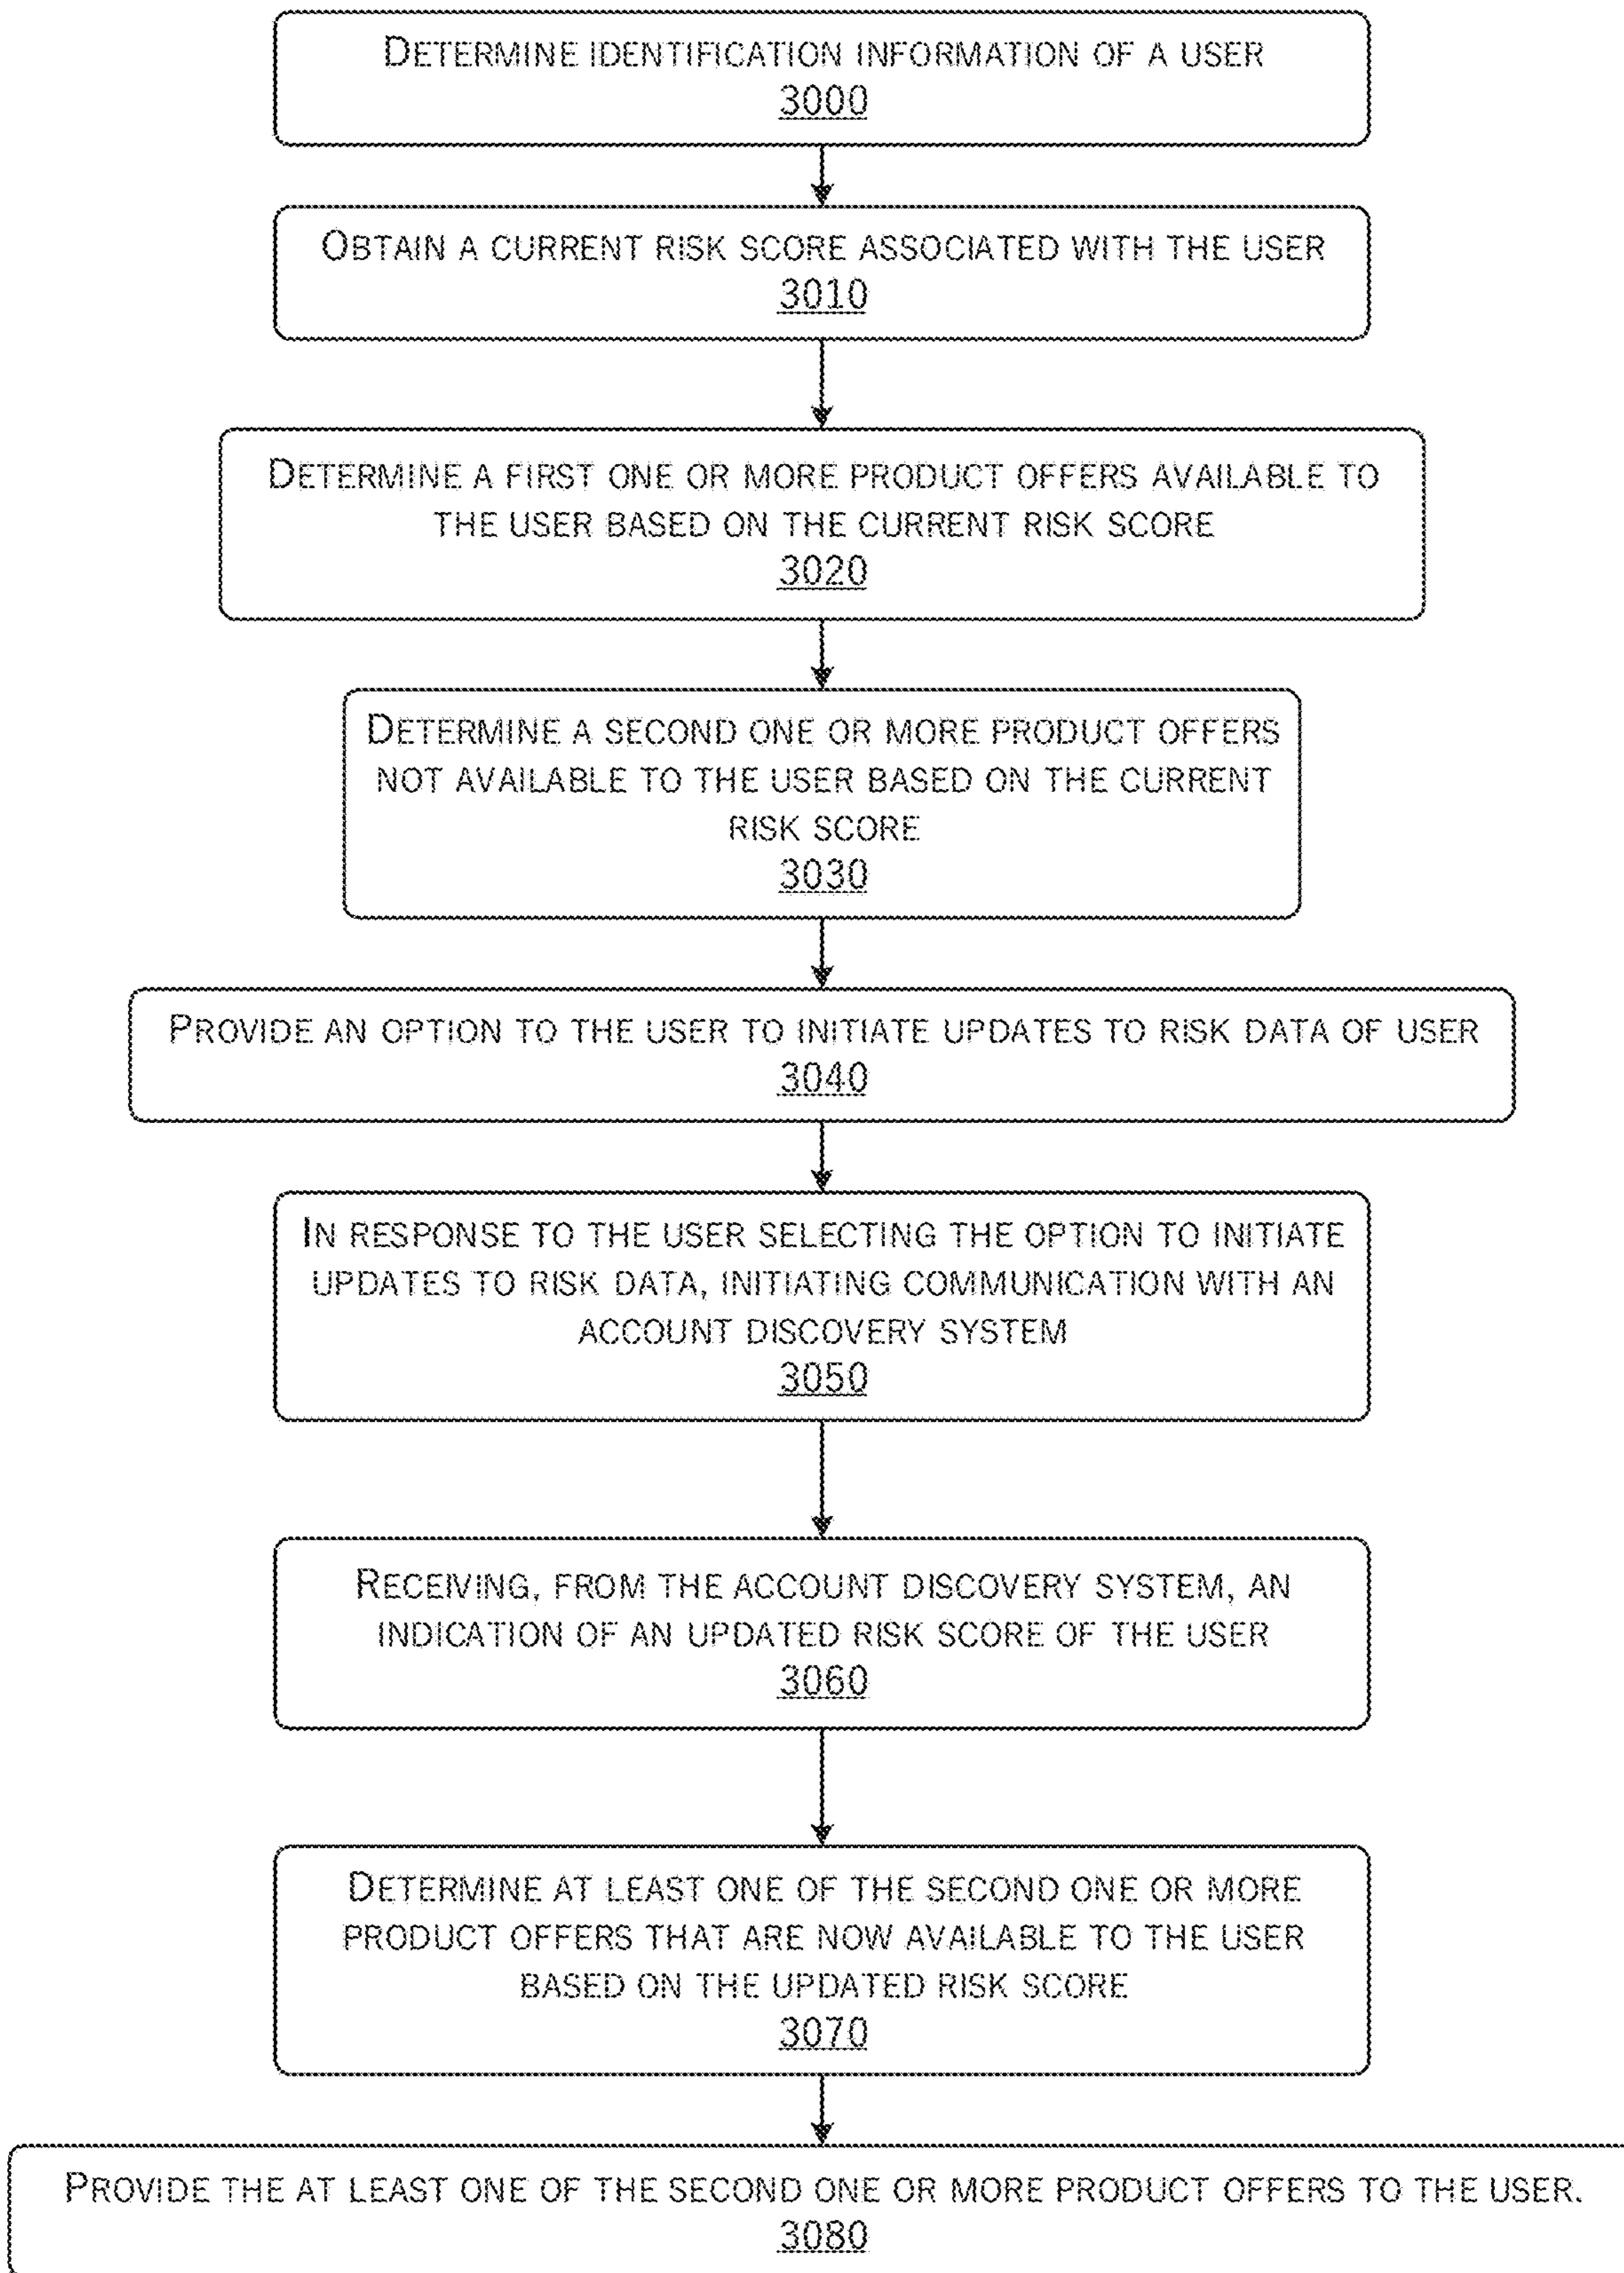 DETERMINE IDENTIFICATION INFORMATION OF A USER
3000
OBTAIN A CURRENT RISK SCORE ASSOCIATED WITH THE USER
3010
DETERMINE A FIRST ONE OR MORE PRODUCT OFFERS AVAILABLE TO
THE USER BASED ON THE CURRENT RISK SCORE
3020
DETERMINE A SECOND ONE OR MORE PRODUCT OFFERS
NOT AVAILABLE TO THE USER BASED ON THE CURRENT
RISK SCORE
3030
PROVIDE AN OPTION TO THE USER TO INITIATE UPDATES TO RISK DATA OF USER
3040
IN RESPONSE TO THE USER SELECTING THE OPTION TO INITIATE
UPDATES TO RISK DATA, INITIATING COMMUNICATION WITH AN
ACCOUNT DISCOVERY SYSTEM
3050
RECEIVING, FROM THE ACCOUNT DISCOVERY SYSTEM, AN
INDICATION OF AN UPDATED RISK SCORE OF THE USER
3060
DETERMINE AT LEAST ONE OF THE SECOND ONE OR MORE
PRODUCT OFFERS THAT ARE NOW AVAILABLE TO THE USER
BASED ON THE UPDATED RISK SCORE
3070
PROVIDE THE AT LEAST ONE OF THE SECOND ONE OR MORE PRODUCT OFFERS TO THE USER.
3080